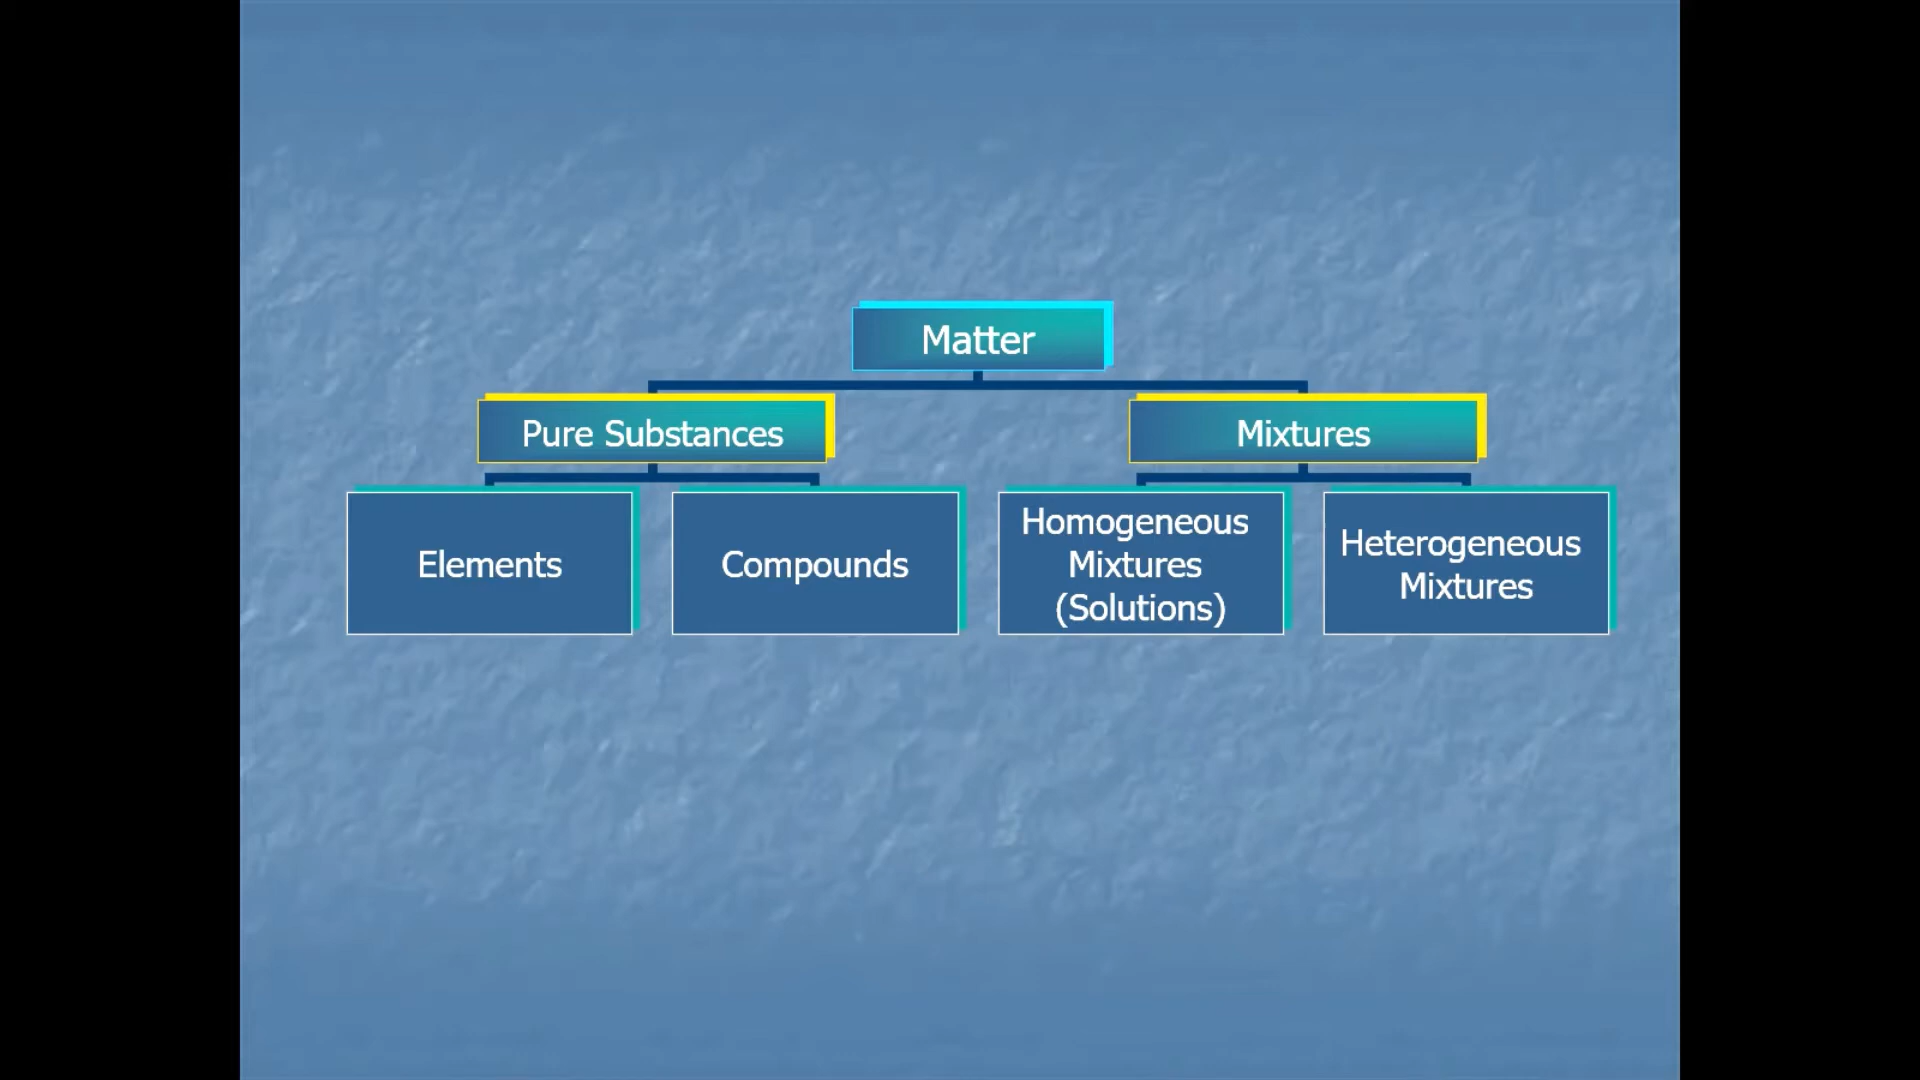 Matter
Pure Substances
Mixtures
Elements
Compounds
Homogeneous
Mixtures
(Solutions)
Heterogeneous
Mixtures